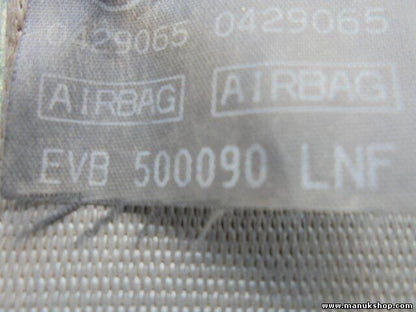 0429065 0429065
AIRBAG AIRBAG
EVB 500090 LNF
www.manukshop.com